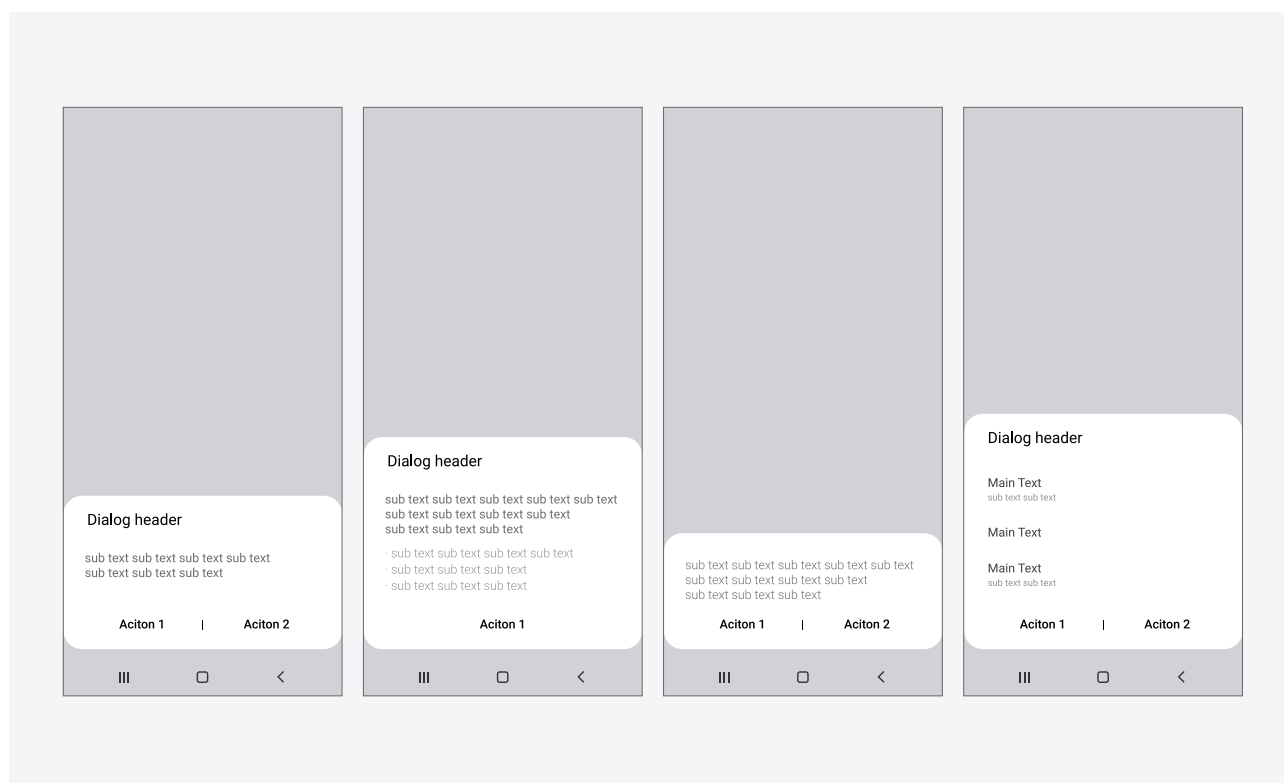 Dialog header
sub text sub text sub text sub text
sub text sub text sub text
Aciton 1 | Aciton 2
Dialog header
sub text sub text sub text sub text sub text
sub text sub text sub text sub text
sub text sub text sub text
· sub text sub text sub text sub text
· sub text sub text sub text
· sub text sub text sub text
Aciton 1
sub text sub text sub text sub text sub text
sub text sub text sub text sub text
sub text sub text sub text
Aciton 1 | Aciton 2
Dialog header
Main Text
sub text sub text
Main Text
Main Text
sub text sub text
Aciton 1 | Aciton 2